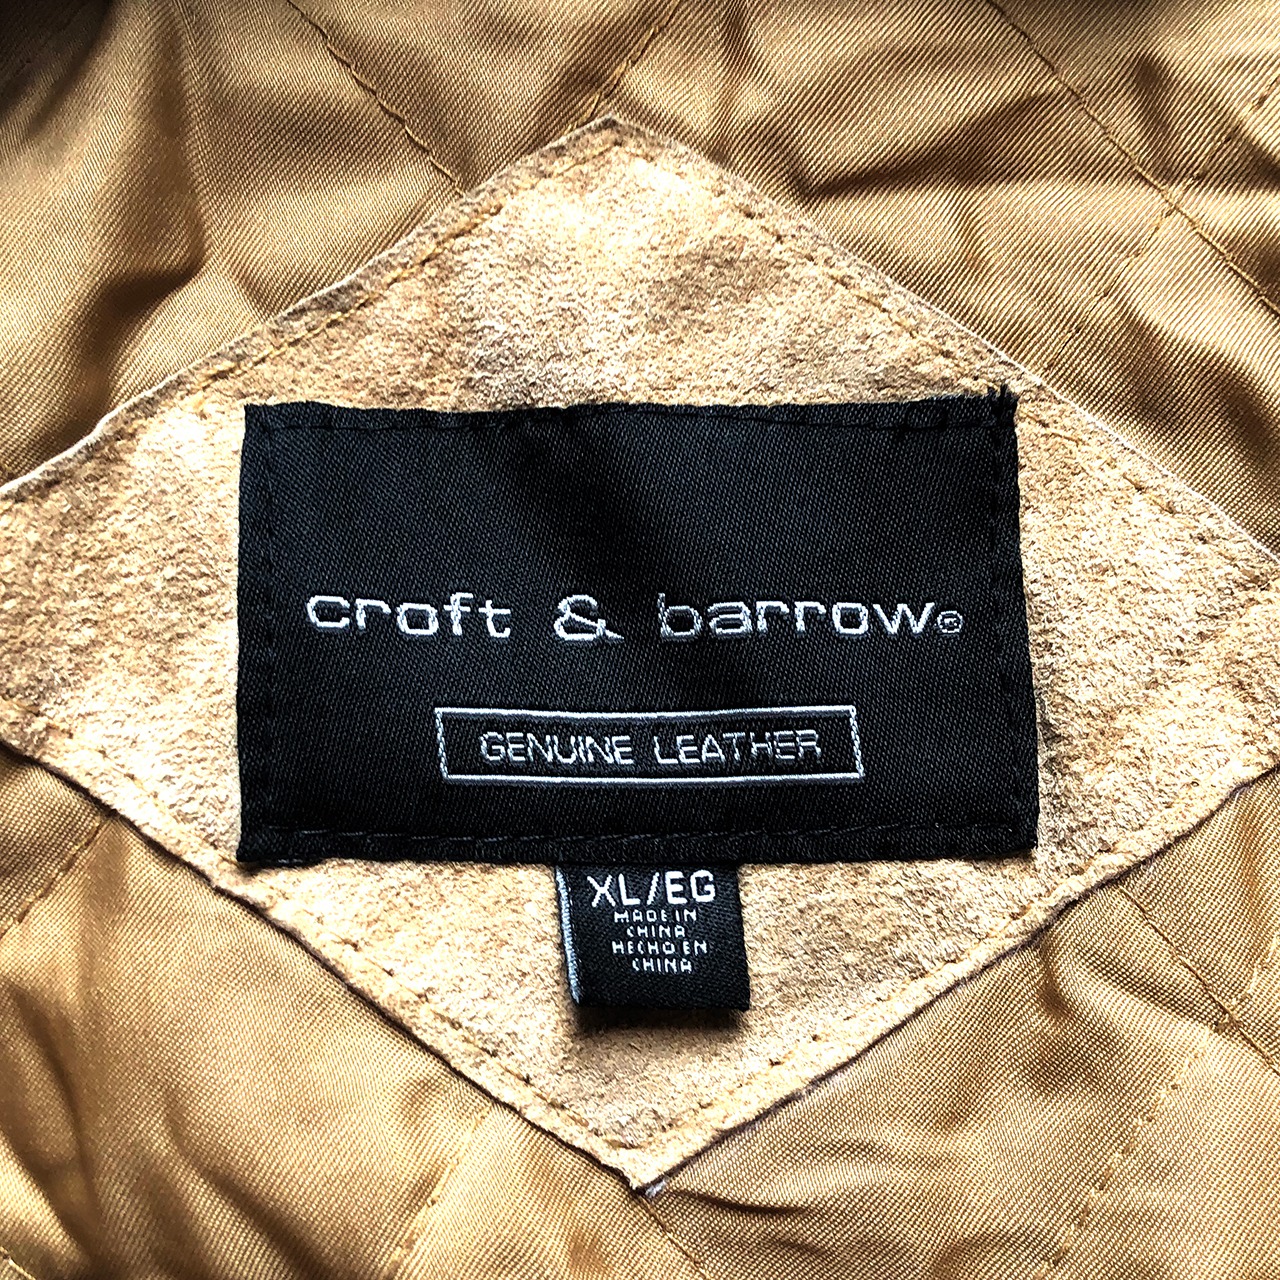 croft & barrow®
GENUINE LEATHER
XL/EG
MADE IN
CHINA
HECHO EN
CHINA